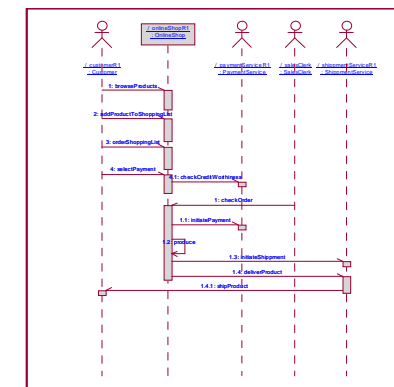 / onlineShopR1
: OnlineShop
/ customerR1
: Customer
/ paymentServiceR1
: PaymentService
/ salesClerk
: SalesClerk
/ shipmentServiceR1
: ShipmentService
1: browseProducts
2: addProductToShoppingList
3: orderShoppingList
4: selectPayment
4.1: checkCreditWorthiness
1: checkOrder
1.1: initiatePayment
1.2: produce
1.3: initiateShippment
1.4: deliverProduct
1.4.1: shipProduct